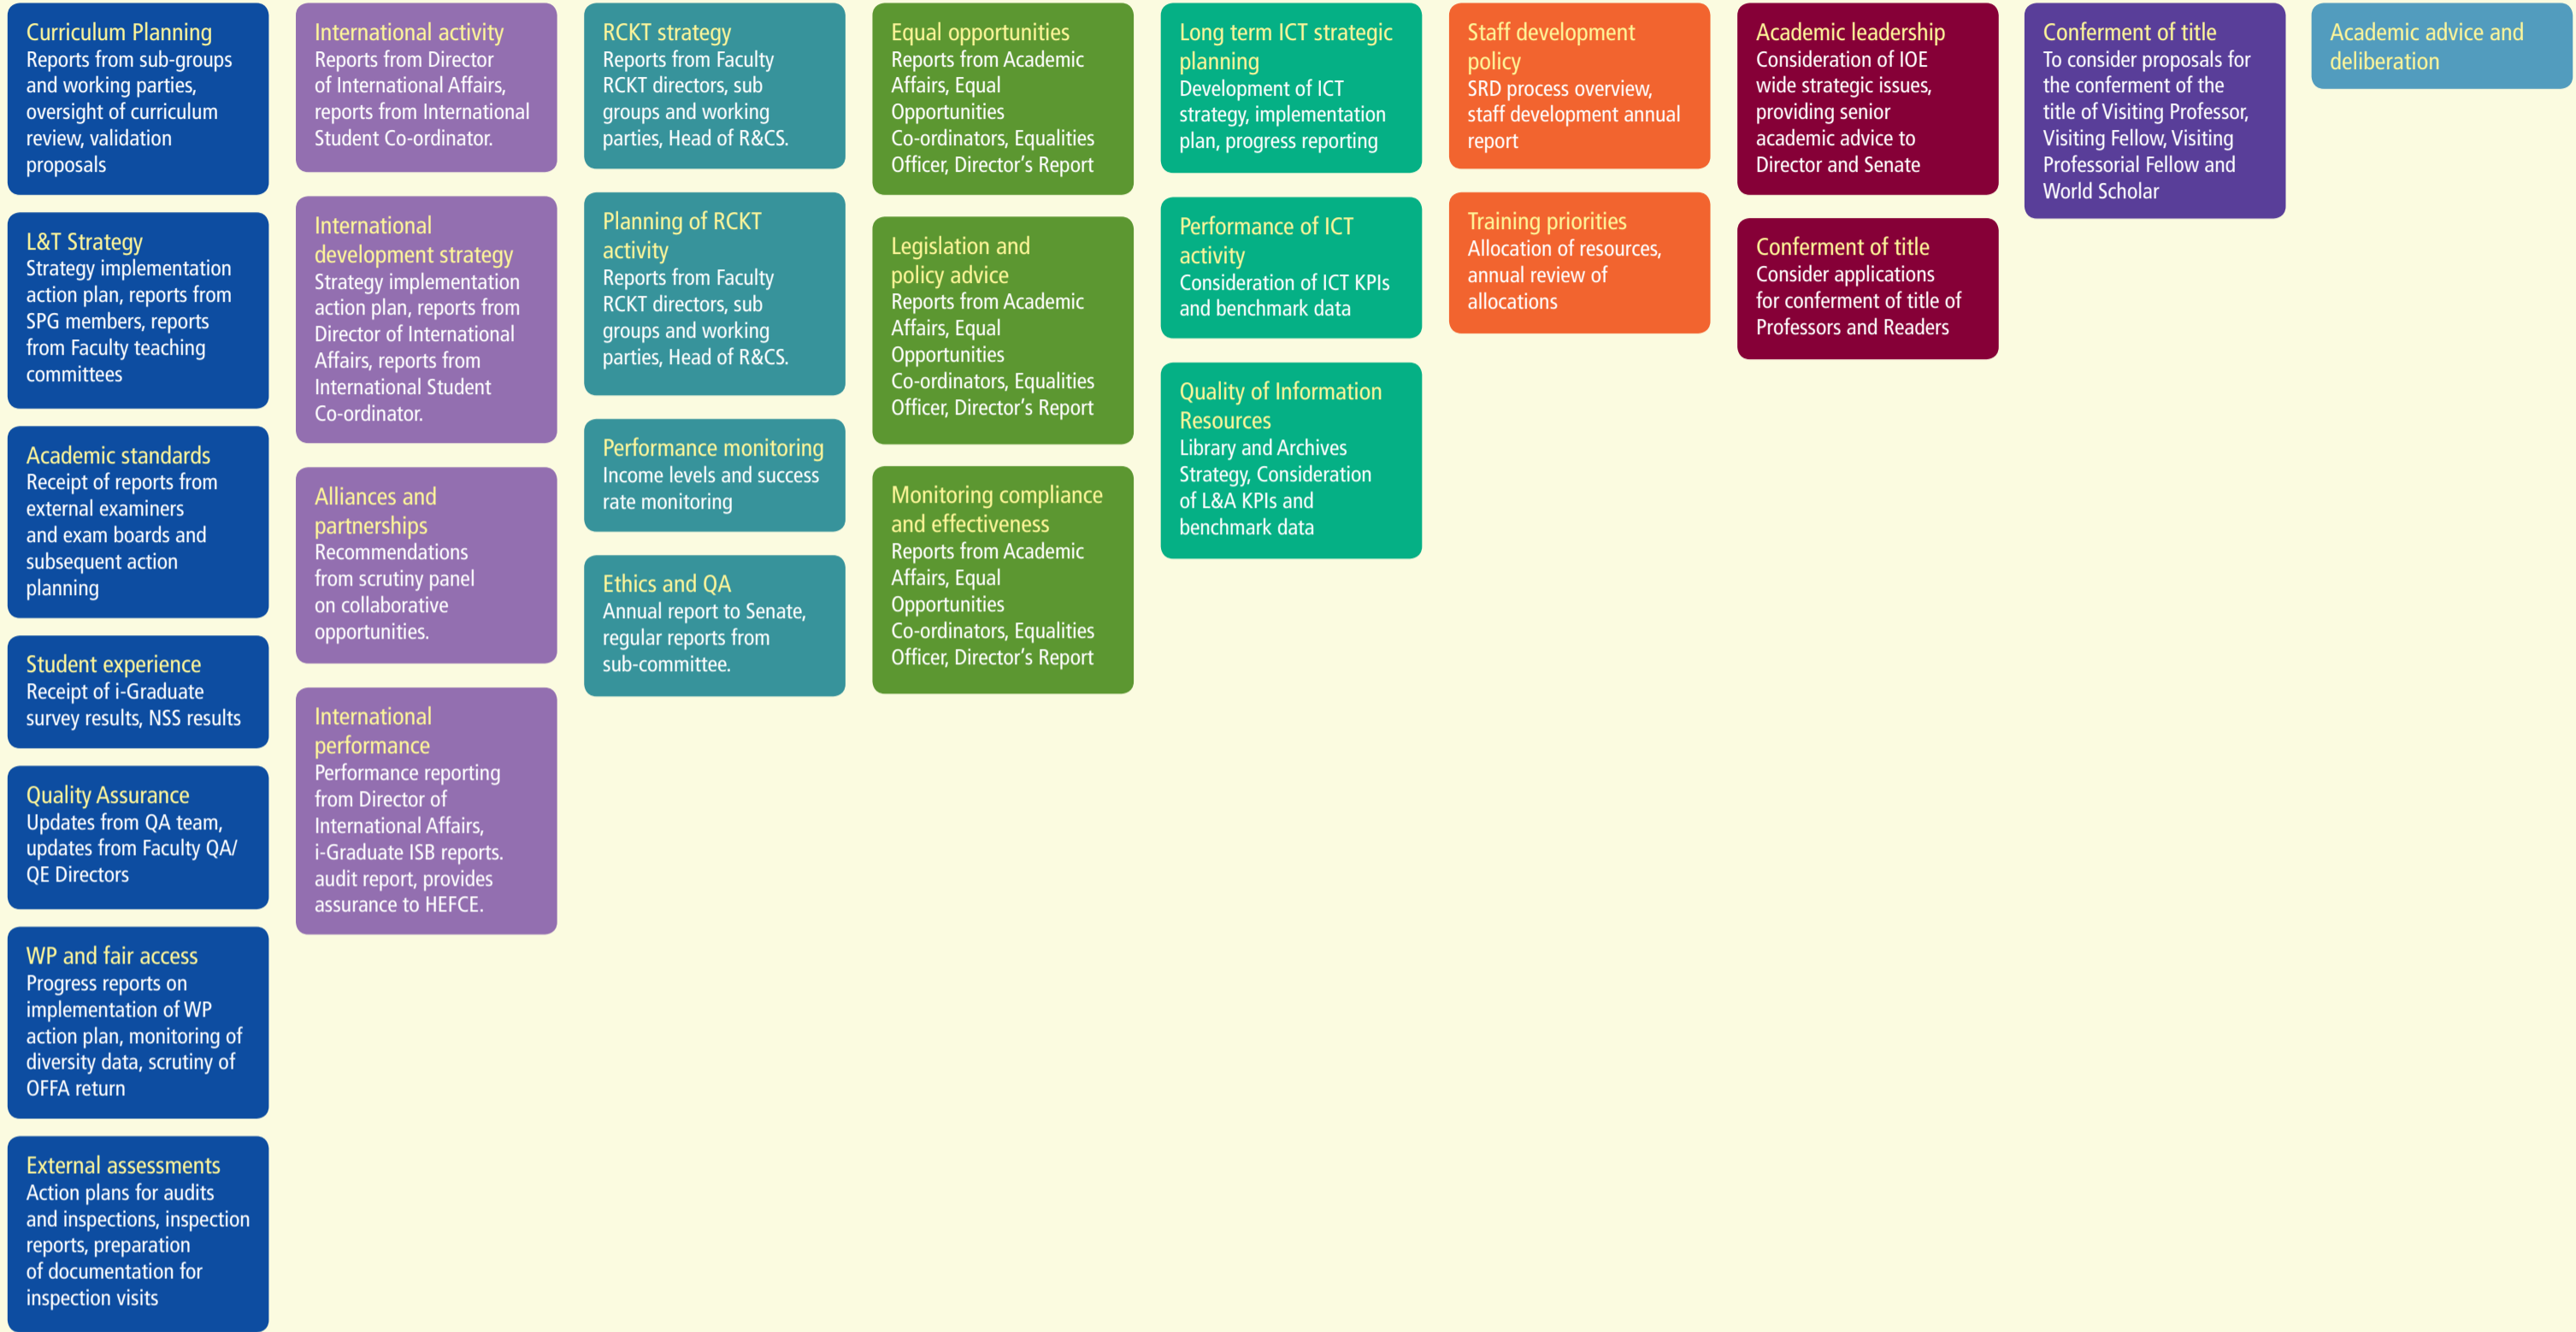 Curriculum Planning
Reports from sub-groups
and working parties,
oversight of curriculum
review, validation
proposals
L&T Strategy
Strategy implementation
action plan, reports from
SPG members, reports
from Faculty teaching
committees
Academic standards
Receipt of reports from
external examiners
and exam boards and
subsequent action
planning
Student experience
Receipt of i-Graduate
survey results, NSS results
Quality Assurance
Updates from QA team,
updates from Faculty QA/
QE Directors
WP and fair access
Progress reports on
implementation of WP
action plan, monitoring of
diversity data, scrutiny of
OFFA return
External assessments
Action plans for audits
and inspections, inspection
reports, preparation
of documentation for
inspection visits
International activity
Reports from Director
of International Affairs,
reports from International
Student Co-ordinator.
International
development strategy
Strategy implementation
action plan, reports from
Director of International
Affairs, reports from
International Student
Co-ordinator.
Alliances and
partnerships
Recommendations
from scrutiny panel
on collaborative
opportunities.
International
performance
Performance reporting
from Director of
International Affairs,
i-Graduate ISB reports.
audit report, provides
assurance to HEFCE.
RCKT strategy
Reports from Faculty
RCKT directors, sub
groups and working
parties, Head of R&CS.
Planning of RCKT
activity
Reports from Faculty
RCKT directors, sub
groups and working
parties, Head of R&CS.
Performance monitoring
Income levels and success
rate monitoring
Ethics and QA
Annual report to Senate,
regular reports from
sub-committee.
Equal opportunities
Reports from Academic
Affairs, Equal
Opportunities
Co-ordinators, Equalities
Officer, Director's Report
Legislation and
policy advice
Reports from Academic
Affairs, Equal
Opportunities
Co-ordinators, Equalities
Officer, Director's Report
Monitoring compliance
and effectiveness
Reports from Academic
Affairs, Equal
Opportunities
Co-ordinators, Equalities
Officer, Director's Report
Long term ICT strategic
planning
Development of ICT
strategy, implementation
plan, progress reporting
Performance of ICT
activity
Consideration of ICT KPIs
and benchmark data
Quality of Information
Resources
Library and Archives
Strategy, Consideration
of L&A KPIs and
benchmark data
Staff development
policy
SRD process overview,
staff development annual
report
Training priorities
Allocation of resources,
annual review of
allocations
Academic leadership
Consideration of IOE
wide strategic issues,
providing senior
academic advice to
Director and Senate
Conferment of title
Consider applications
for conferment of title of
Professors and Readers
Conferment of title
To consider proposals for
the conferment of the
title of Visiting Professor,
Visiting Fellow, Visiting
Professorial Fellow and
World Scholar
Academic advice and
deliberation